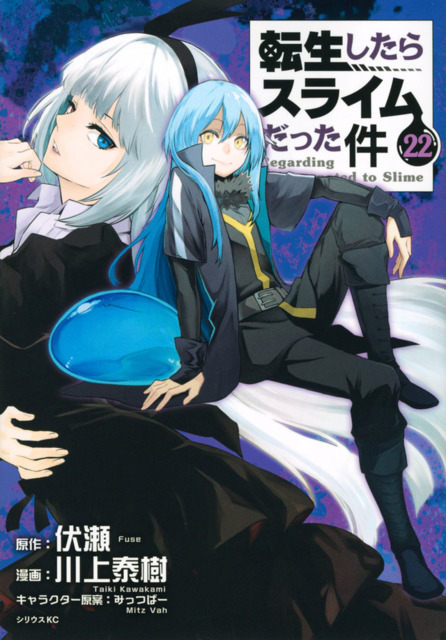 転生したら
スライム
だった件 22
Regarding
to Slime
原作：伏瀬 Fuse
漫画：川上泰樹
Taiki Kawakami
キャラクター原案：みっつばー
Mitz Vah
シリウスKC